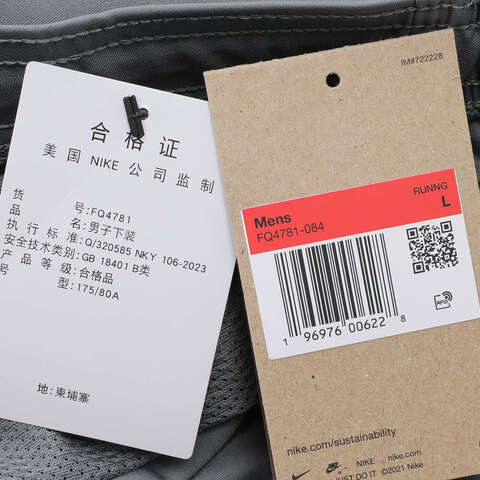 合格证
美国 NIKE 公司监制
货 号:FQ4781
品 名:男子下装
执行标准:Q/320585 NKY 106-2023
安全技术类别:GB 18401 B类
产品等级:合格品
号 型:175/80A
地:柬埔寨
IM#722228
RUNNG
Mens
L
FQ4781-084
RFID
1 96976 00622 8
nike.com/sustainability
NIKE nike.com
NIKE ©2021 Nike